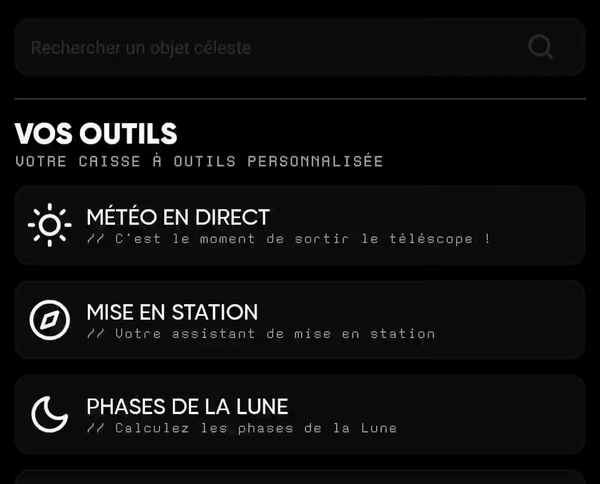 Rechercher un objet céleste
VOS OUTILS
VOTRE CAISSE À OUTILS PERSONNALISÉE
MÉTÉO EN DIRECT
// C'est le moment de sortir le téléscope !
MISE EN STATION
// Votre assistant de mise en station
PHASES DE LA LUNE
// Calculez les phases de la Lune